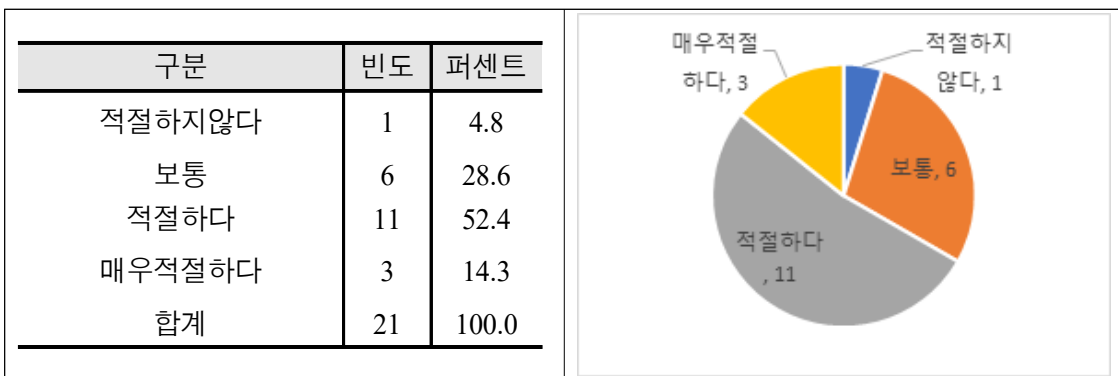 구분 빈도 퍼센트
적절하지않다 1 4.8
보통 6 28.6
적절하다 11 52.4
매우적절하다 3 14.3
합계 21 100.0
매우적절
하다, 3
적절하지
않다, 1
보통, 6
적절하다
, 11